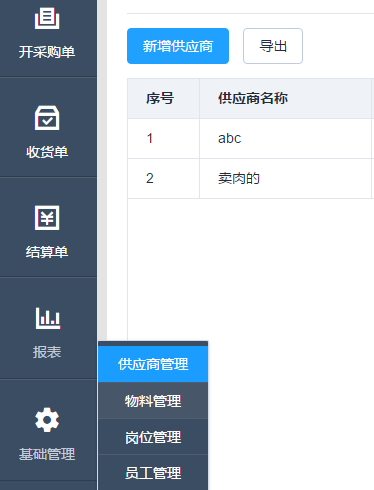 开采购单
收货单
结算单
报表
基础管理
新增供应商
导出
序号 供应商名称
1 abc
2 卖肉的
供应商管理
物料管理
岗位管理
员工管理